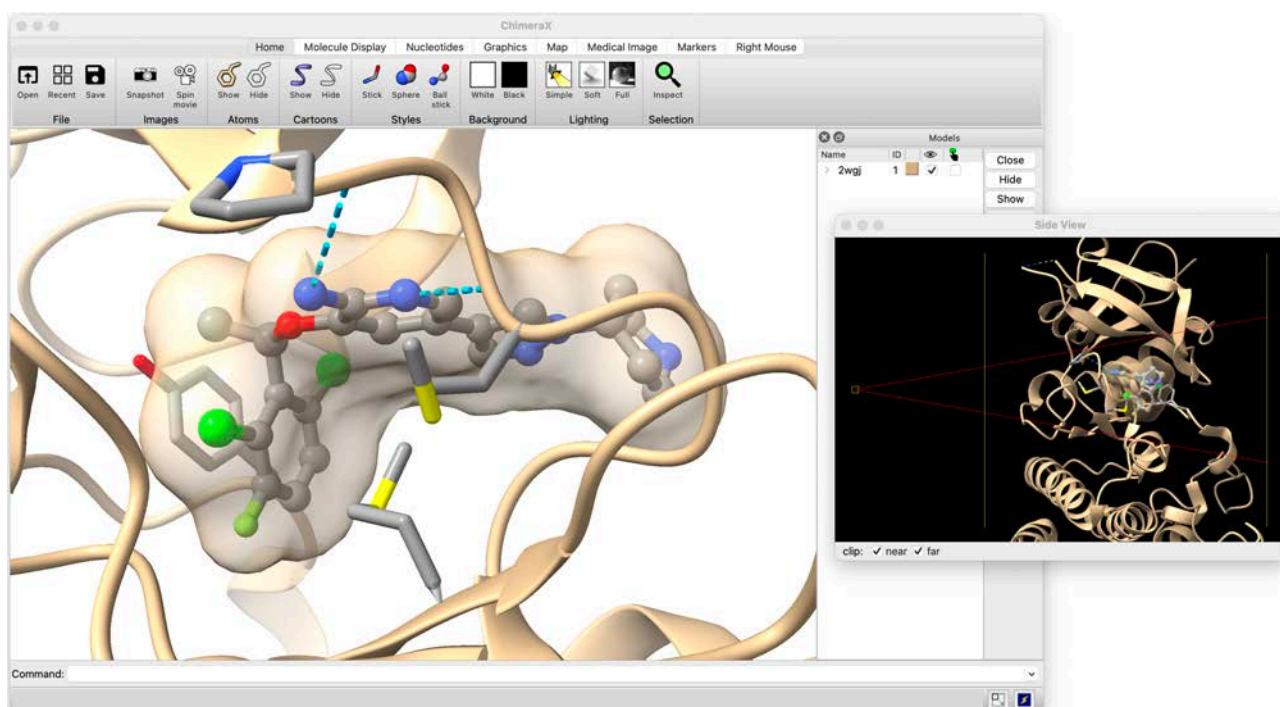 ChimeraX
Home Molecule Display Nucleotides Graphics Map Medical Image Markers Right Mouse
Open Recent Save Snapshot Spin movie Show Hide Show Hide Stick Sphere Ball stick White Black Simple Soft Full Inspect
File Images Atoms Cartoons Styles Background Lighting Selection
Models
Name ID
2wgj 1
Close
Hide
Show
Side View
clip: near far
Command: